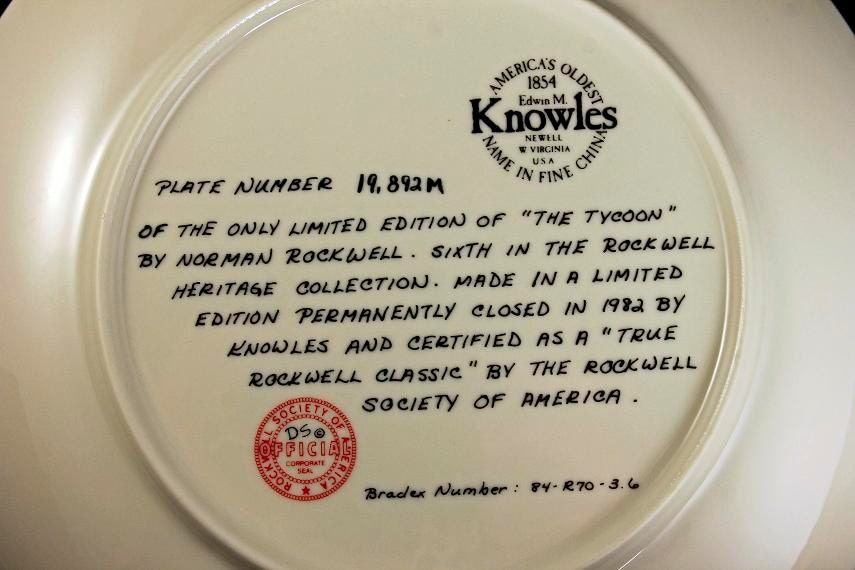 AMERICA'S OLDEST
1854
Edwin M.
Knowles
NEWELL
W VIRGINIA
U.S.A
NAME IN FINE CHINA
PLATE NUMBER 19,892M
OF THE ONLY LIMITED EDITION OF "THE TYCOON"
BY NORMAN ROCKWELL. SIXTH IN THE ROCKWELL
HERITAGE COLLECTION. MADE IN A LIMITED
EDITION PERMANENTLY CLOSED IN 1982 BY
KNOWLES AND CERTIFIED AS A "TRUE
ROCKWELL CLASSIC" BY THE ROCKWELL
SOCIETY OF AMERICA.
ROCKWELL SOCIETY OF AMERICA
DS©
OFFICIAL
CORPORATE
SEAL
Bradex Number: 84-R70-3.6